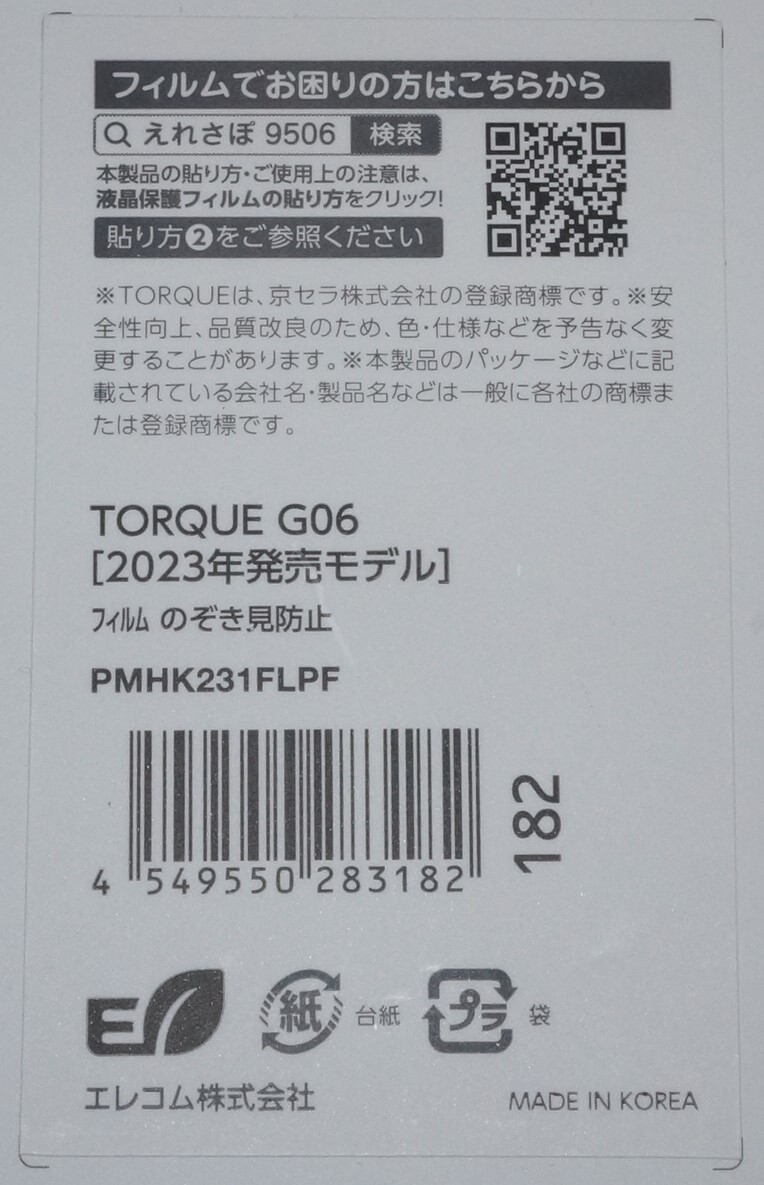 フィルムでお困りの方はこちらから
えれさぽ 9506 検索
本製品の貼り方・ご使用上の注意は、
液晶保護フィルムの貼り方をクリック!
貼り方❷をご参照ください
※TORQUEは、京セラ株式会社の登録商標です。※安
全性向上、品質改良のため、色・仕様などを予告なく変
更することがあります。※本製品のパッケージなどに記
載されている会社名・製品名などは一般に各社の商標ま
たは登録商標です。
TORQUE G06
[2023年発売モデル]
フィルム のぞき見防止
PMHK231FLPF
4 549550 283182
182
紙 台紙 プラ 袋
エレコム株式会社
MADE IN KOREA